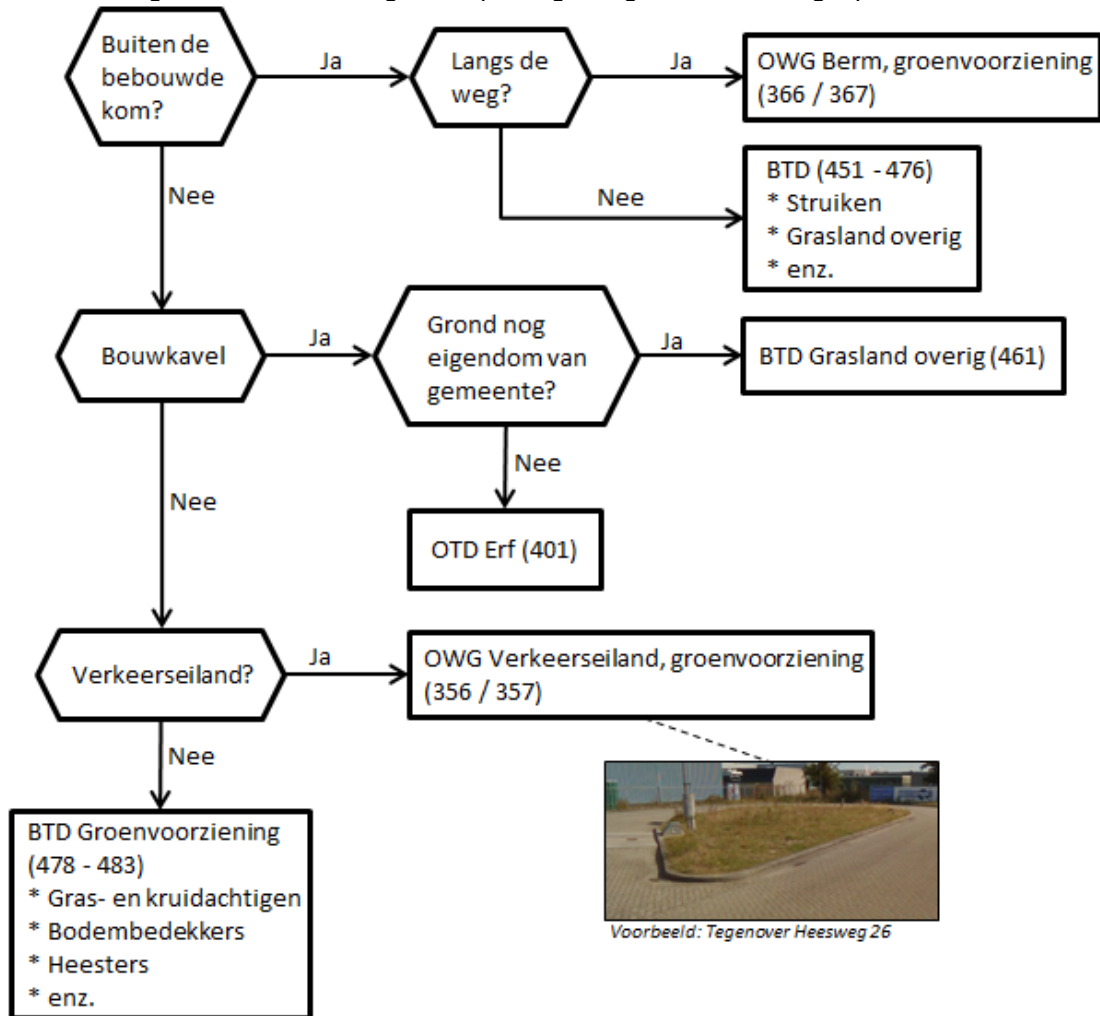 Buiten de
bebouwde
kom?
Ja
Langs de
weg?
Ja
OWG Berm, groenvoorziening
(366 / 367)
Nee
Nee
BTD (451 - 476)
* Struiken
* Grasland overig
* enz.
Bouwkavel
Ja
Grond nog
eigendom van
gemeente?
Ja
BTD Grasland overig (461)
Nee
Nee
OTD Erf (401)
Verkeerseiland?
Ja
OWG Verkeerseiland, groenvoorziening
(356 / 357)
Nee
BTD Groenvoorziening
(478 - 483)
* Gras- en kruidachtigen
* Bodembedekkers
* Heesters
* enz.
Voorbeeld: Tegenover Heesweg 26